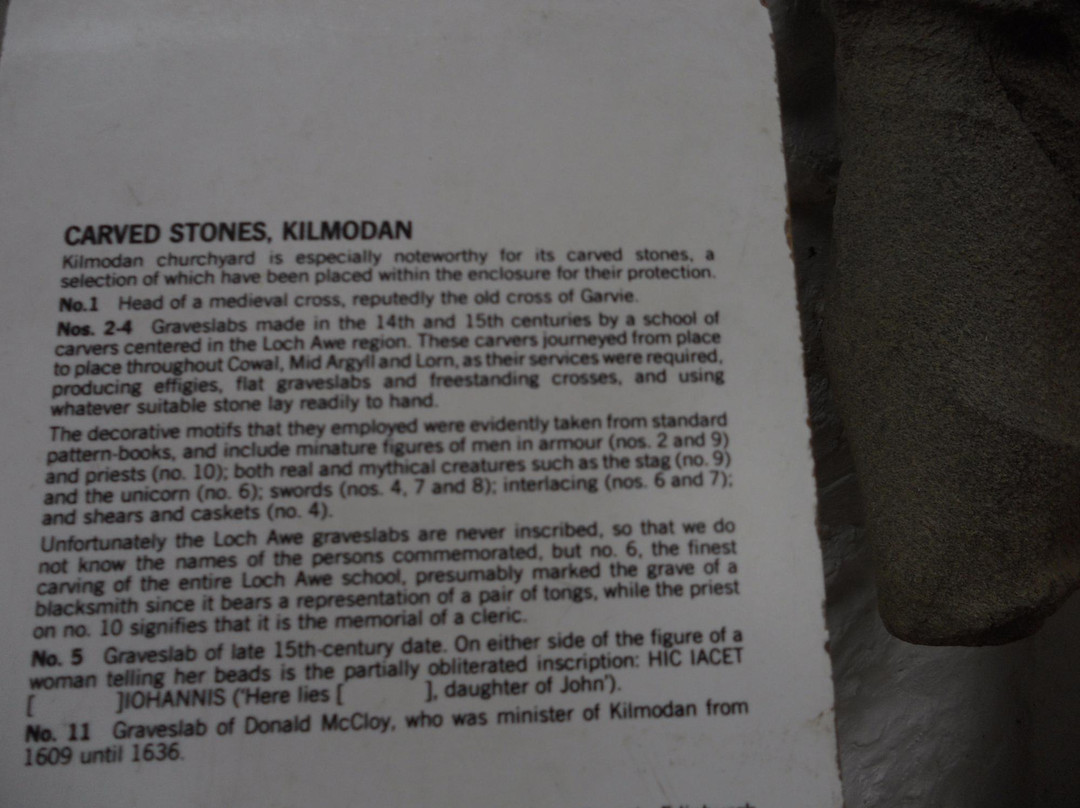 CARVED STONES, KILMODAN
Kilmodan churchyard is especially noteworthy for its carved stones, a
selection of which have been placed within the enclosure for their protection.
No.1 Head of a medieval cross, reputedly the old cross of Garvie.
Nos. 2-4 Graveslabs made in the 14th and 15th centuries by a school of
carvers centered in the Loch Awe region. These carvers journeyed from place
to place throughout Cowal, Mid Argyll and Lorn, as their services were required,
producing effigies, flat graveslabs and freestanding crosses, and using
whatever suitable stone lay readily to hand.
The decorative motifs that they employed were evidently taken from standard
pattern-books, and include minature figures of men in armour (nos. 2 and 9)
and priests (no. 10); both real and mythical creatures such as the stag (no. 9)
and the unicorn (no. 6); swords (nos. 4, 7 and 8); interlacing (nos. 6 and 7);
and shears and caskets (no. 4).
Unfortunately the Loch Awe graveslabs are never inscribed, so that we do
not know the names of the persons commemorated, but no. 6, the finest
carving of the entire Loch Awe school, presumably marked the grave of a
blacksmith since it bears a representation of a pair of tongs, while the priest
on no. 10 signifies that it is the memorial of a cleric.
No. 5 Graveslab of late 15th-century date. On either side of the figure of a
woman telling her beads is the partially obliterated inscription: HIC IACET
[ ]IOHANNIS ('Here lies [ ], daughter of John').
No. 11 Graveslab of Donald McCloy, who was minister of Kilmodan from
1609 until 1636.